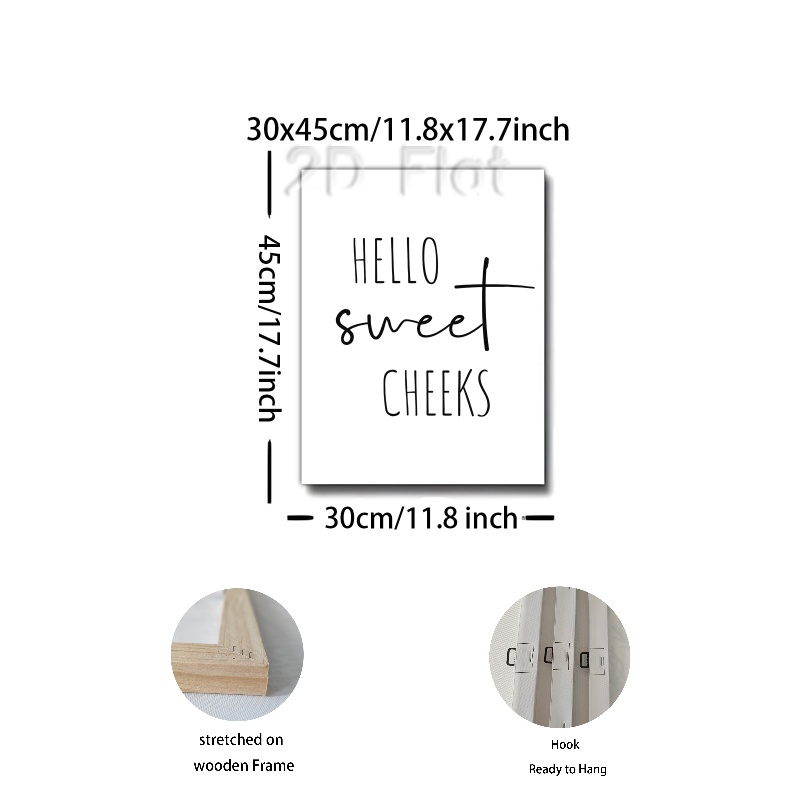 30x45cm/11.8x17.7inch
2D Flat
45cm/17.7inch
HELLO
sweet
CHEEKS
30cm/11.8 inch
stretched on
wooden Frame
Hook
Ready to Hang